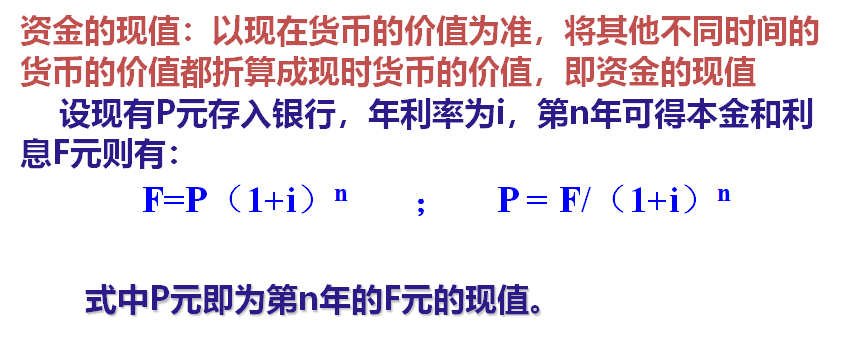 资金的现值：以现在货币的价值为准，将其他不同时间的
货币的价值都折算成现时货币的价值，即资金的现值
设现有P元存入银行，年利率为i，第n年可得本金和利
息F元则有：
F=P（1+i）ⁿ ； P = F/（1+i）ⁿ
式中P元即为第n年的F元的现值。